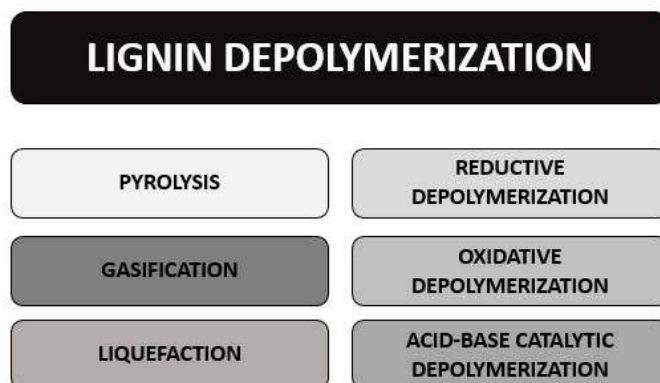 LIGNIN DEPOLYMERIZATION
PYROLYSIS
REDUCTIVE
DEPOLYMERIZATION
GASIFICATION
OXIDATIVE
DEPOLYMERIZATION
LIQUEFACTION
ACID-BASE CATALYTIC
DEPOLYMERIZATION